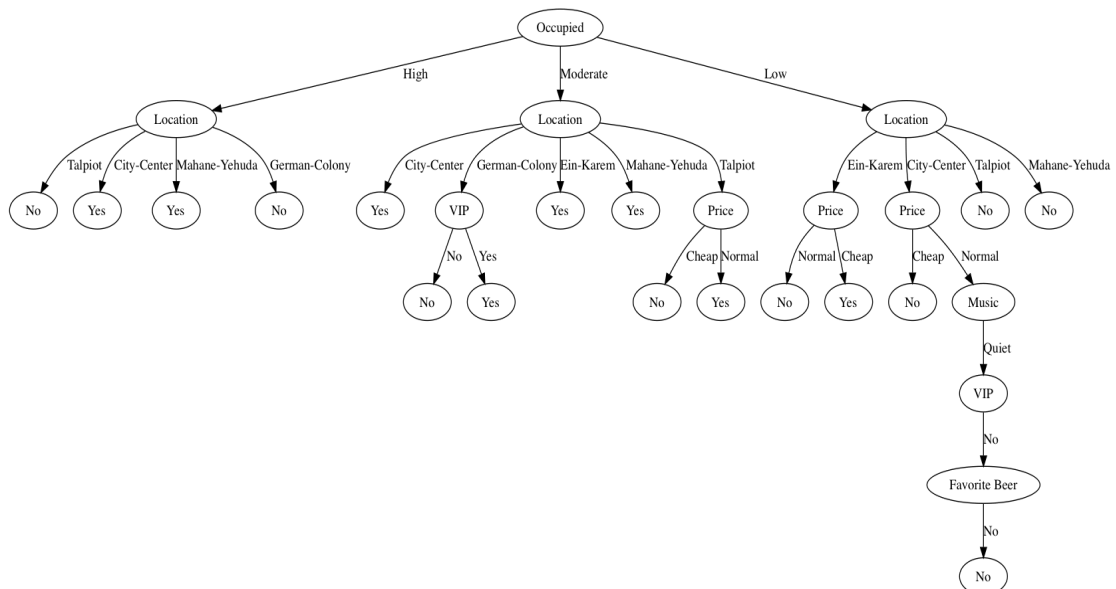 Occupied
High Moderate Low
Location Location Location
Talpiot City-Center Mahane-Yehuda German-Colony City-Center German-Colony Ein-Karem Mahane-Yehuda Talpiot Ein-Karem City-Center Talpiot Mahane-Yehuda
No Yes Yes No Yes VIP Yes Yes Price Price Price No No
No Yes Cheap Normal Normal Cheap Cheap Normal
No Yes No Yes No Yes No Music
Quiet
VIP
No
Favorite Beer
No
No